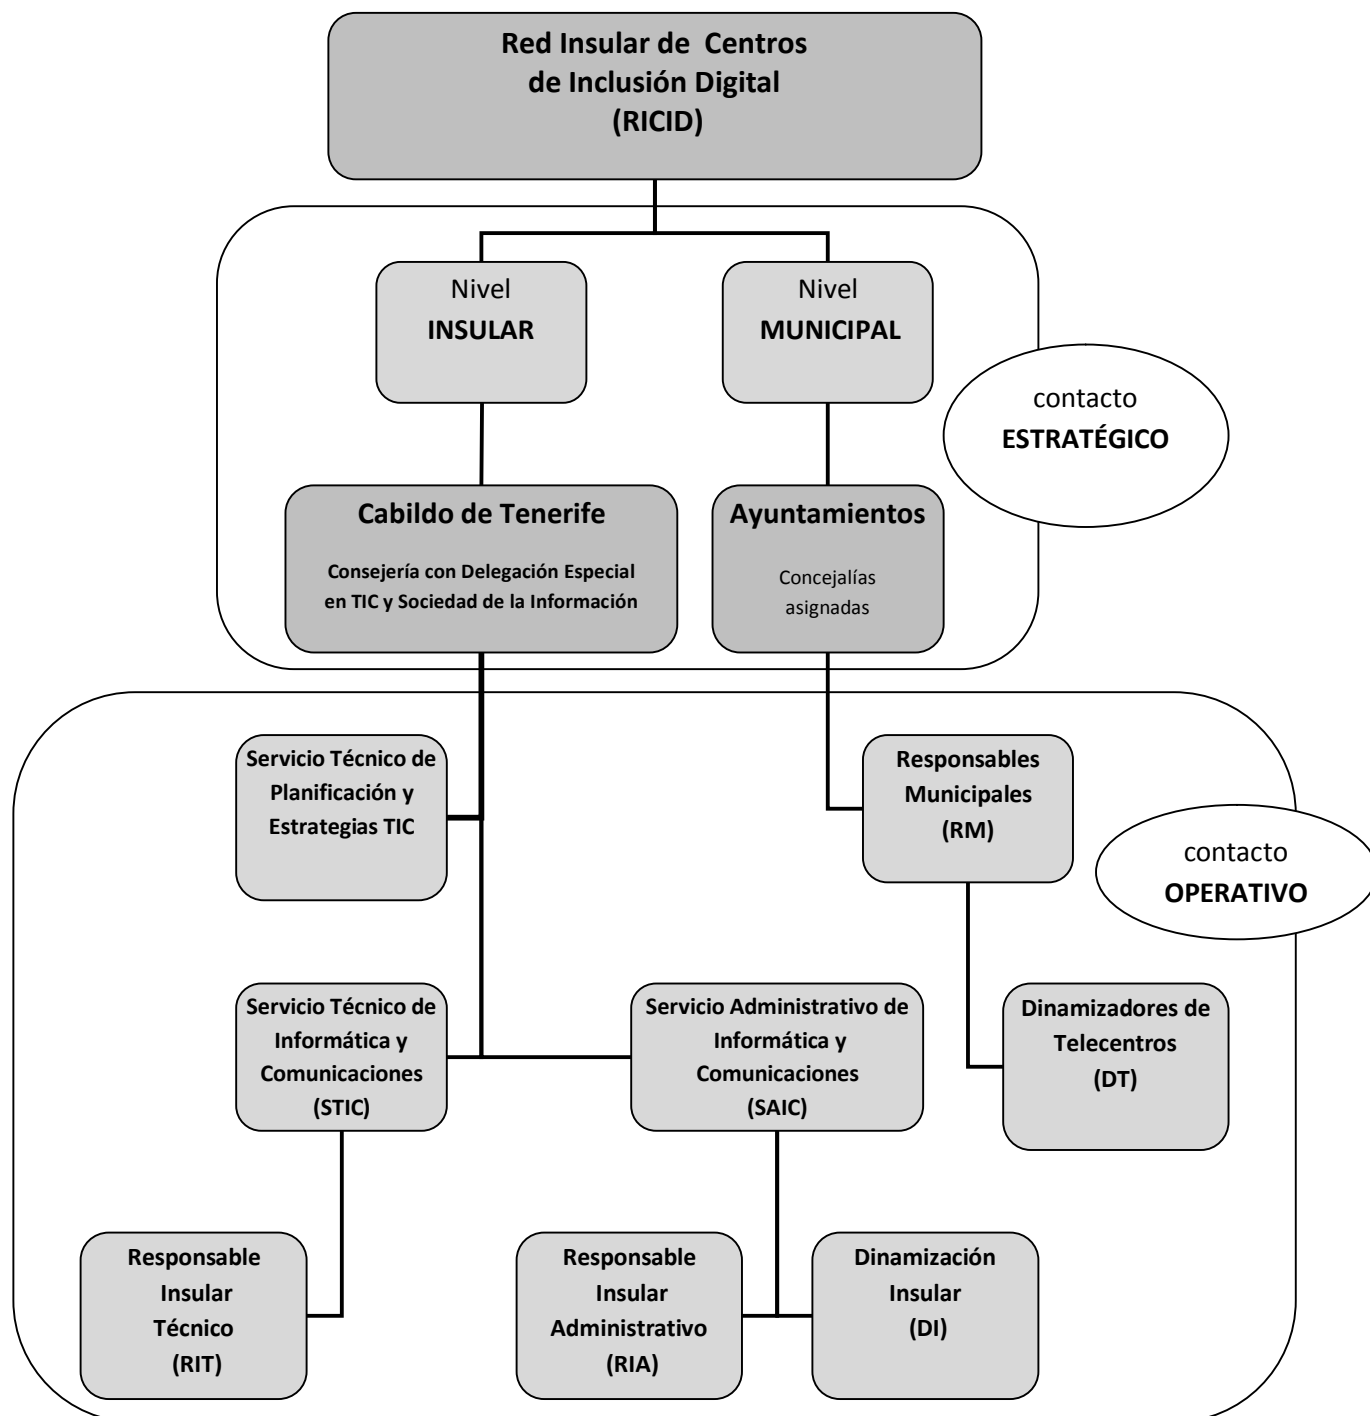 Red Insular de Centros
de Inclusión Digital
(RICID)
Nivel
INSULAR
Nivel
MUNICIPAL
contacto
ESTRATÉGICO
Cabildo de Tenerife
Consejería con Delegación Especial
en TIC y Sociedad de la Información
Ayuntamientos
Concejalías
asignadas
Servicio Técnico de
Planificación y
Estrategias TIC
Responsables
Municipales
(RM)
contacto
OPERATIVO
Servicio Técnico de
Informática y
Comunicaciones
(STIC)
Servicio Administrativo de
Informática y
Comunicaciones
(SAIC)
Dinamizadores de
Telecentros
(DT)
Responsable
Insular
Técnico
(RIT)
Responsable
Insular
Administrativo
(RIA)
Dinamización
Insular
(DI)